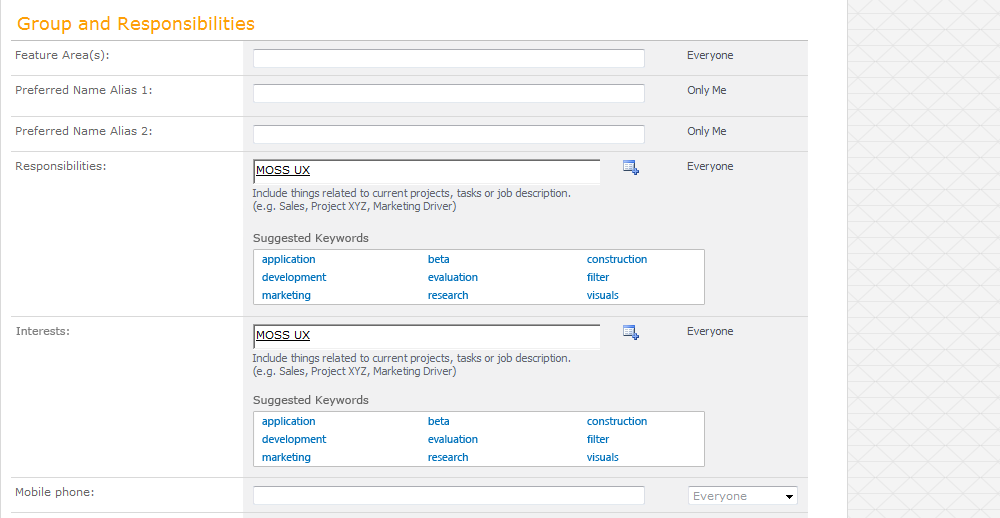 Group and Responsibilities
Feature Area(s): Everyone
Preferred Name Alias 1: Only Me
Preferred Name Alias 2: Only Me
Responsibilities: MOSS UX Everyone
Include things related to current projects, tasks or job description.
(e.g. Sales, Project XYZ, Marketing Driver)
Suggested Keywords
application beta construction
development evaluation filter
marketing research visuals
Interests: MOSS UX Everyone
Include things related to current projects, tasks or job description.
(e.g. Sales, Project XYZ, Marketing Driver)
Suggested Keywords
application beta construction
development evaluation filter
marketing research visuals
Mobile phone: Everyone